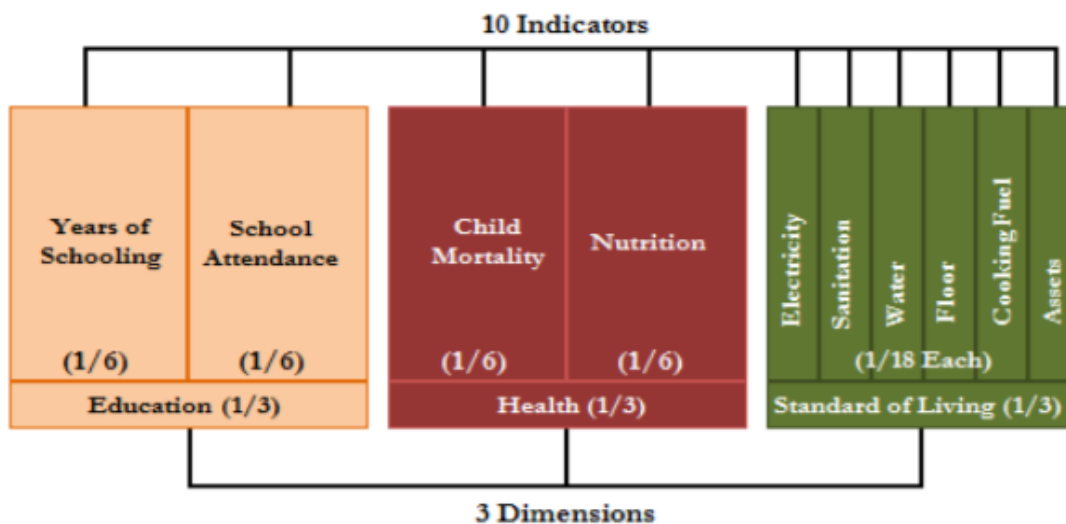 10 Indicators
Years of
Schooling
(1/6)
School
Attendance
(1/6)
Education (1/3)
Child
Mortality
(1/6)
Nutrition
(1/6)
Health (1/3)
Electricity
Sanitation
Water
Floor
Cooking Fuel
Assets
(1/18 Each)
Standard of Living (1/3)
3 Dimensions